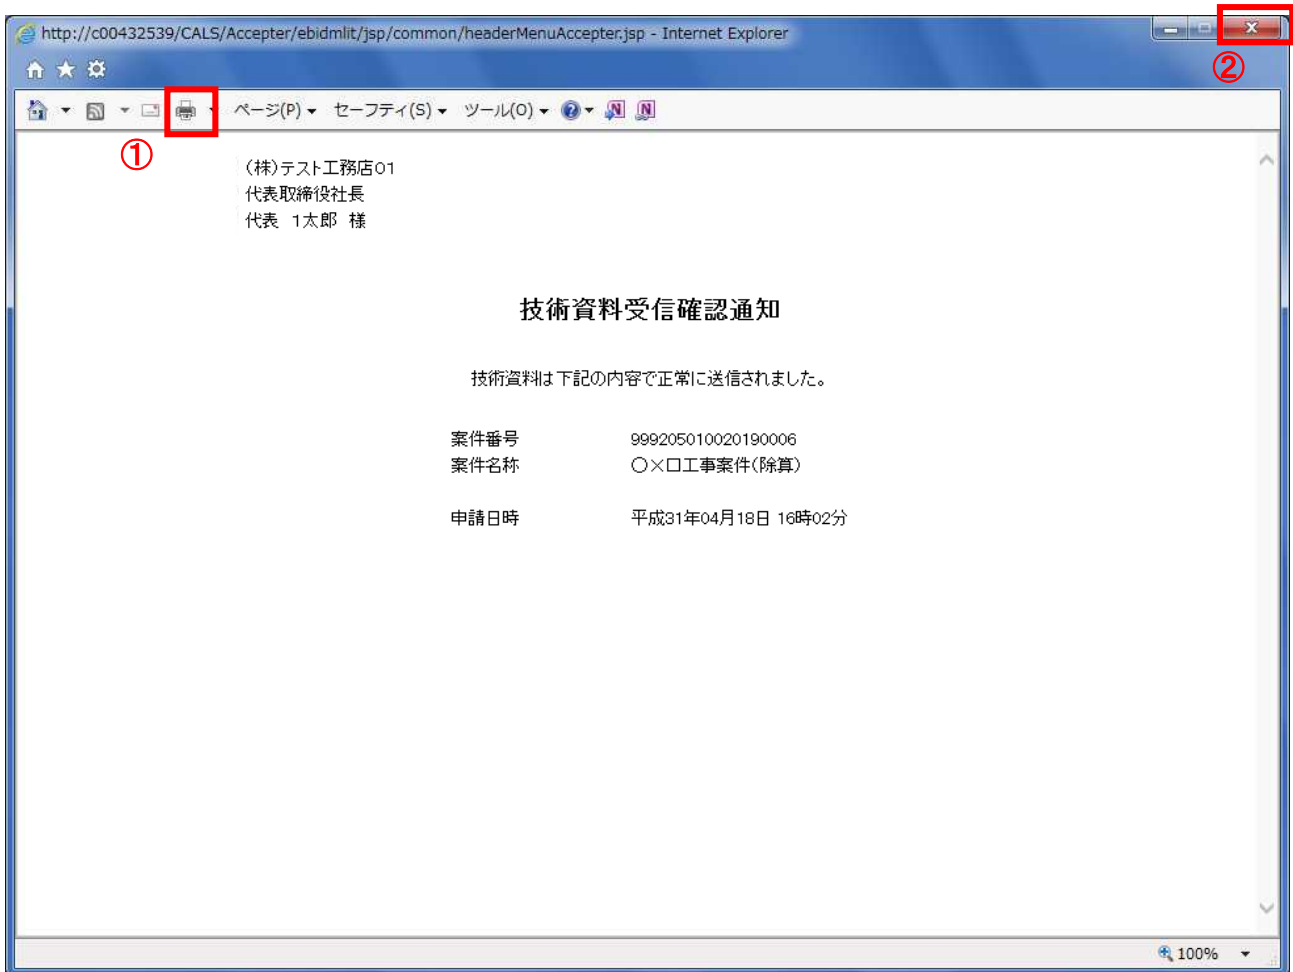 http://c00432539/CALS/Accepter/ebidmlit/jsp/common/headerMenuAccepter.jsp - Internet Explorer
②
ページ(P) セーフティ(S) ツール(O)
①
(株)テスト工務店01
代表取締役社長
代表 1太郎 様
技術資料受信確認通知
技術資料は下記の内容で正常に送信されました。
案件番号 999205010020190006
案件名称 〇×口工事案件(除算)
申請日時 平成31年04月18日 16時02分
100%